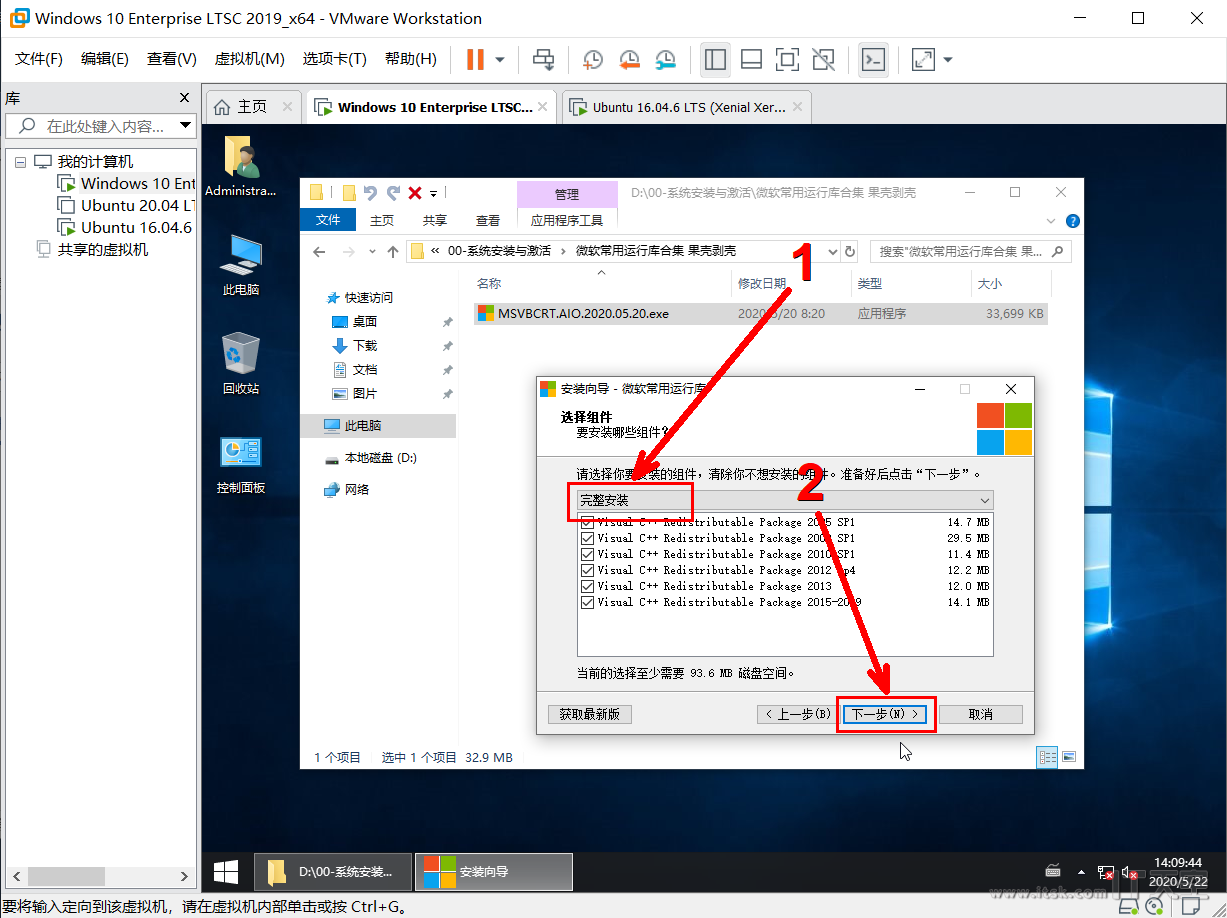 Windows 10 Enterprise LTSC 2019_x64 - VMware Workstation
文件(F) 编辑(E) 查看(V) 虚拟机(M) 选项卡(T) 帮助(H)
库
在此处键入内容...
主页 Windows 10 Enterprise LTSC... Ubuntu 16.04.6 LTS (Xenial Xer...
我的计算机
Windows 10 Ent
Ubuntu 20.04 LT
Ubuntu 16.04.6
共享的虚拟机
Administra...
此电脑
回收站
控制面板
管理 D:\00-系统安装与激活\微软常用运行库合集 果壳剥壳
文件 主页 共享 查看 应用程序工具
« 00-系统安装与激活 › 微软常用运行库合集 果壳剥壳
搜索"微软常用运行库合集 果...
名称 修改日期 类型 大小
MSVBCRT.AIO.2020.05.20.exe 2020/5/20 8:20 应用程序 33,699 KB
快速访问
桌面
下载
文档
图片
此电脑
本地磁盘 (D:)
网络
1
安装向导 - 微软常用运行库
选择组件
要安装哪些组件?
请选择你要安装的组件，清除你不想安装的组件。准备好后点击“下一步”。
2
完整安装
Visual C++ Redistributable Package 2005 SP1 14.7 MB
Visual C++ Redistributable Package 2008 SP1 29.5 MB
Visual C++ Redistributable Package 2010 SP1 11.4 MB
Visual C++ Redistributable Package 2012 Up4 12.2 MB
Visual C++ Redistributable Package 2013 12.0 MB
Visual C++ Redistributable Package 2015-2019 14.1 MB
当前的选择至少需要 93.6 MB 磁盘空间。
获取最新版 < 上一步(B) 下一步(N) > 取消
1 个项目 选中 1 个项目 32.9 MB
D:\00-系统安装... 安装向导
14:09:44
2020/5/22
www.itsk.com IT天空
要将输入定向到该虚拟机，请在虚拟机内部单击或按 Ctrl+G。